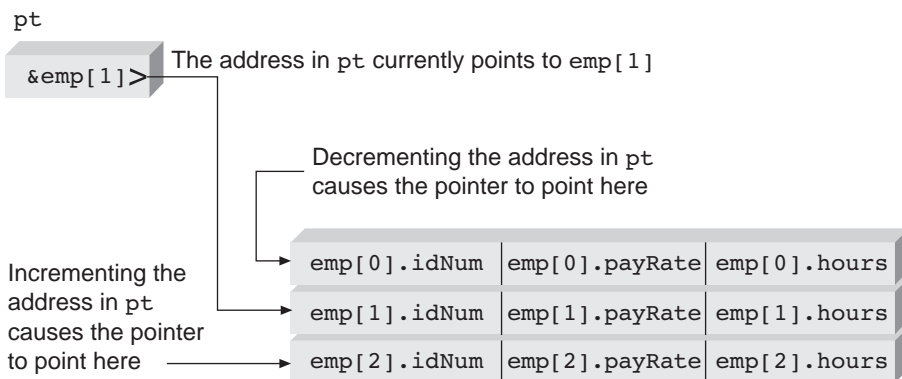 pt
The address in pt currently points to emp[1]
&emp[1]>
Decrementing the address in pt
causes the pointer to point here
emp[0].idNum emp[0].payRate emp[0].hours
Incrementing the
address in pt
causes the pointer
to point here
emp[1].idNum emp[1].payRate emp[1].hours
emp[2].idNum emp[2].payRate emp[2].hours